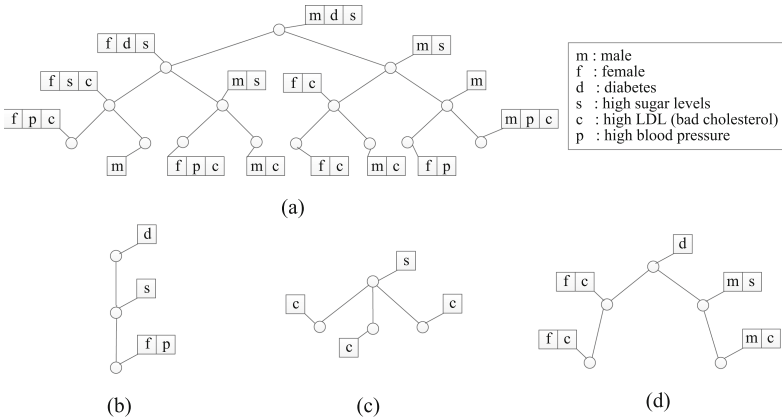 m d s
f d s
m s
f s c
m s
f c
m
f p c
m p c
m
f p c
m c
f c
m c
f p
m : male
f : female
d : diabetes
s : high sugar levels
c : high LDL (bad cholesterol)
p : high blood pressure
(a)
d
s
f p
(b)
s
c
c
c
(c)
d
f c
m s
f c
m c
(d)